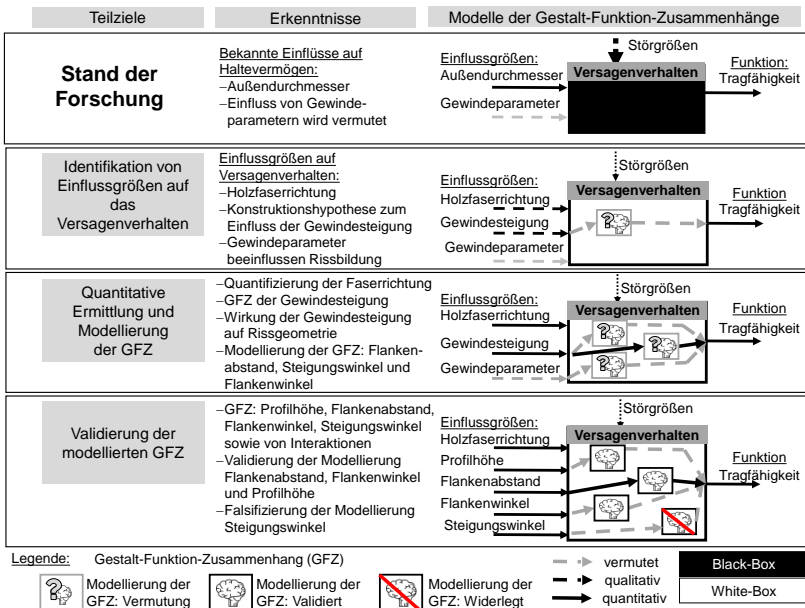 Teilziele
Erkenntnisse
Modelle der Gestalt-Funktion-Zusammenhänge
Stand der
Forschung
Bekannte Einflüsse auf
Haltevermögen:
–Außendurchmesser
–Einfluss von Gewinde-
parametern wird vermutet
Störgrößen
Einflussgrößen:
Außendurchmesser
Gewindeparameter
Versagenverhalten
Funktion:
Tragfähigkeit
Identifikation von
Einflussgrößen auf
das
Versagenverhalten
Einflussgrößen auf
Versagenverhalten:
–Holzfaserrichtung
–Konstruktionshypothese zum
Einfluss der Gewindesteigung
–Gewindeparameter
beeinflussen Rissbildung
Störgrößen
Einflussgrößen:
Holzfaserrichtung
Gewindesteigung
Gewindeparameter
Versagenverhalten
?
Funktion
Tragfähigkeit
Quantitative
Ermittlung und
Modellierung
der GFZ
–Quantifizierung der Faserrichtung
–GFZ der Gewindesteigung
–Wirkung der Gewindesteigung
auf Rissgeometrie
–Modellierung der GFZ: Flanken-
abstand, Steigungswinkel und
Flankenwinkel
Störgrößen
Einflussgrößen:
Holzfaserrichtung
Gewindesteigung
Gewindeparameter
Versagenverhalten
?
?
?
Funktion
Tragfähigkeit
Validierung der
modellierten GFZ
–GFZ: Profilhöhe, Flankenabstand,
Flankenwinkel, Steigungswinkel
sowie von Interaktionen
–Validierung der Modellierung
Flankenabstand, Flankenwinkel
und Profilhöhe
–Falsifizierung der Modellierung
Steigungswinkel
Störgrößen
Einflussgrößen:
Holzfaserrichtung
Profilhöhe
Flankenabstand
Flankenwinkel
Steigungswinkel
Versagenverhalten
Funktion
Tragfähigkeit
Legende:
Gestalt-Funktion-Zusammenhang (GFZ)
?
Modellierung der
GFZ: Vermutung
Modellierung der
GFZ: Validiert
Modellierung der
GFZ: Widerlegt
vermutet
qualitativ
quantitativ
Black-Box
White-Box